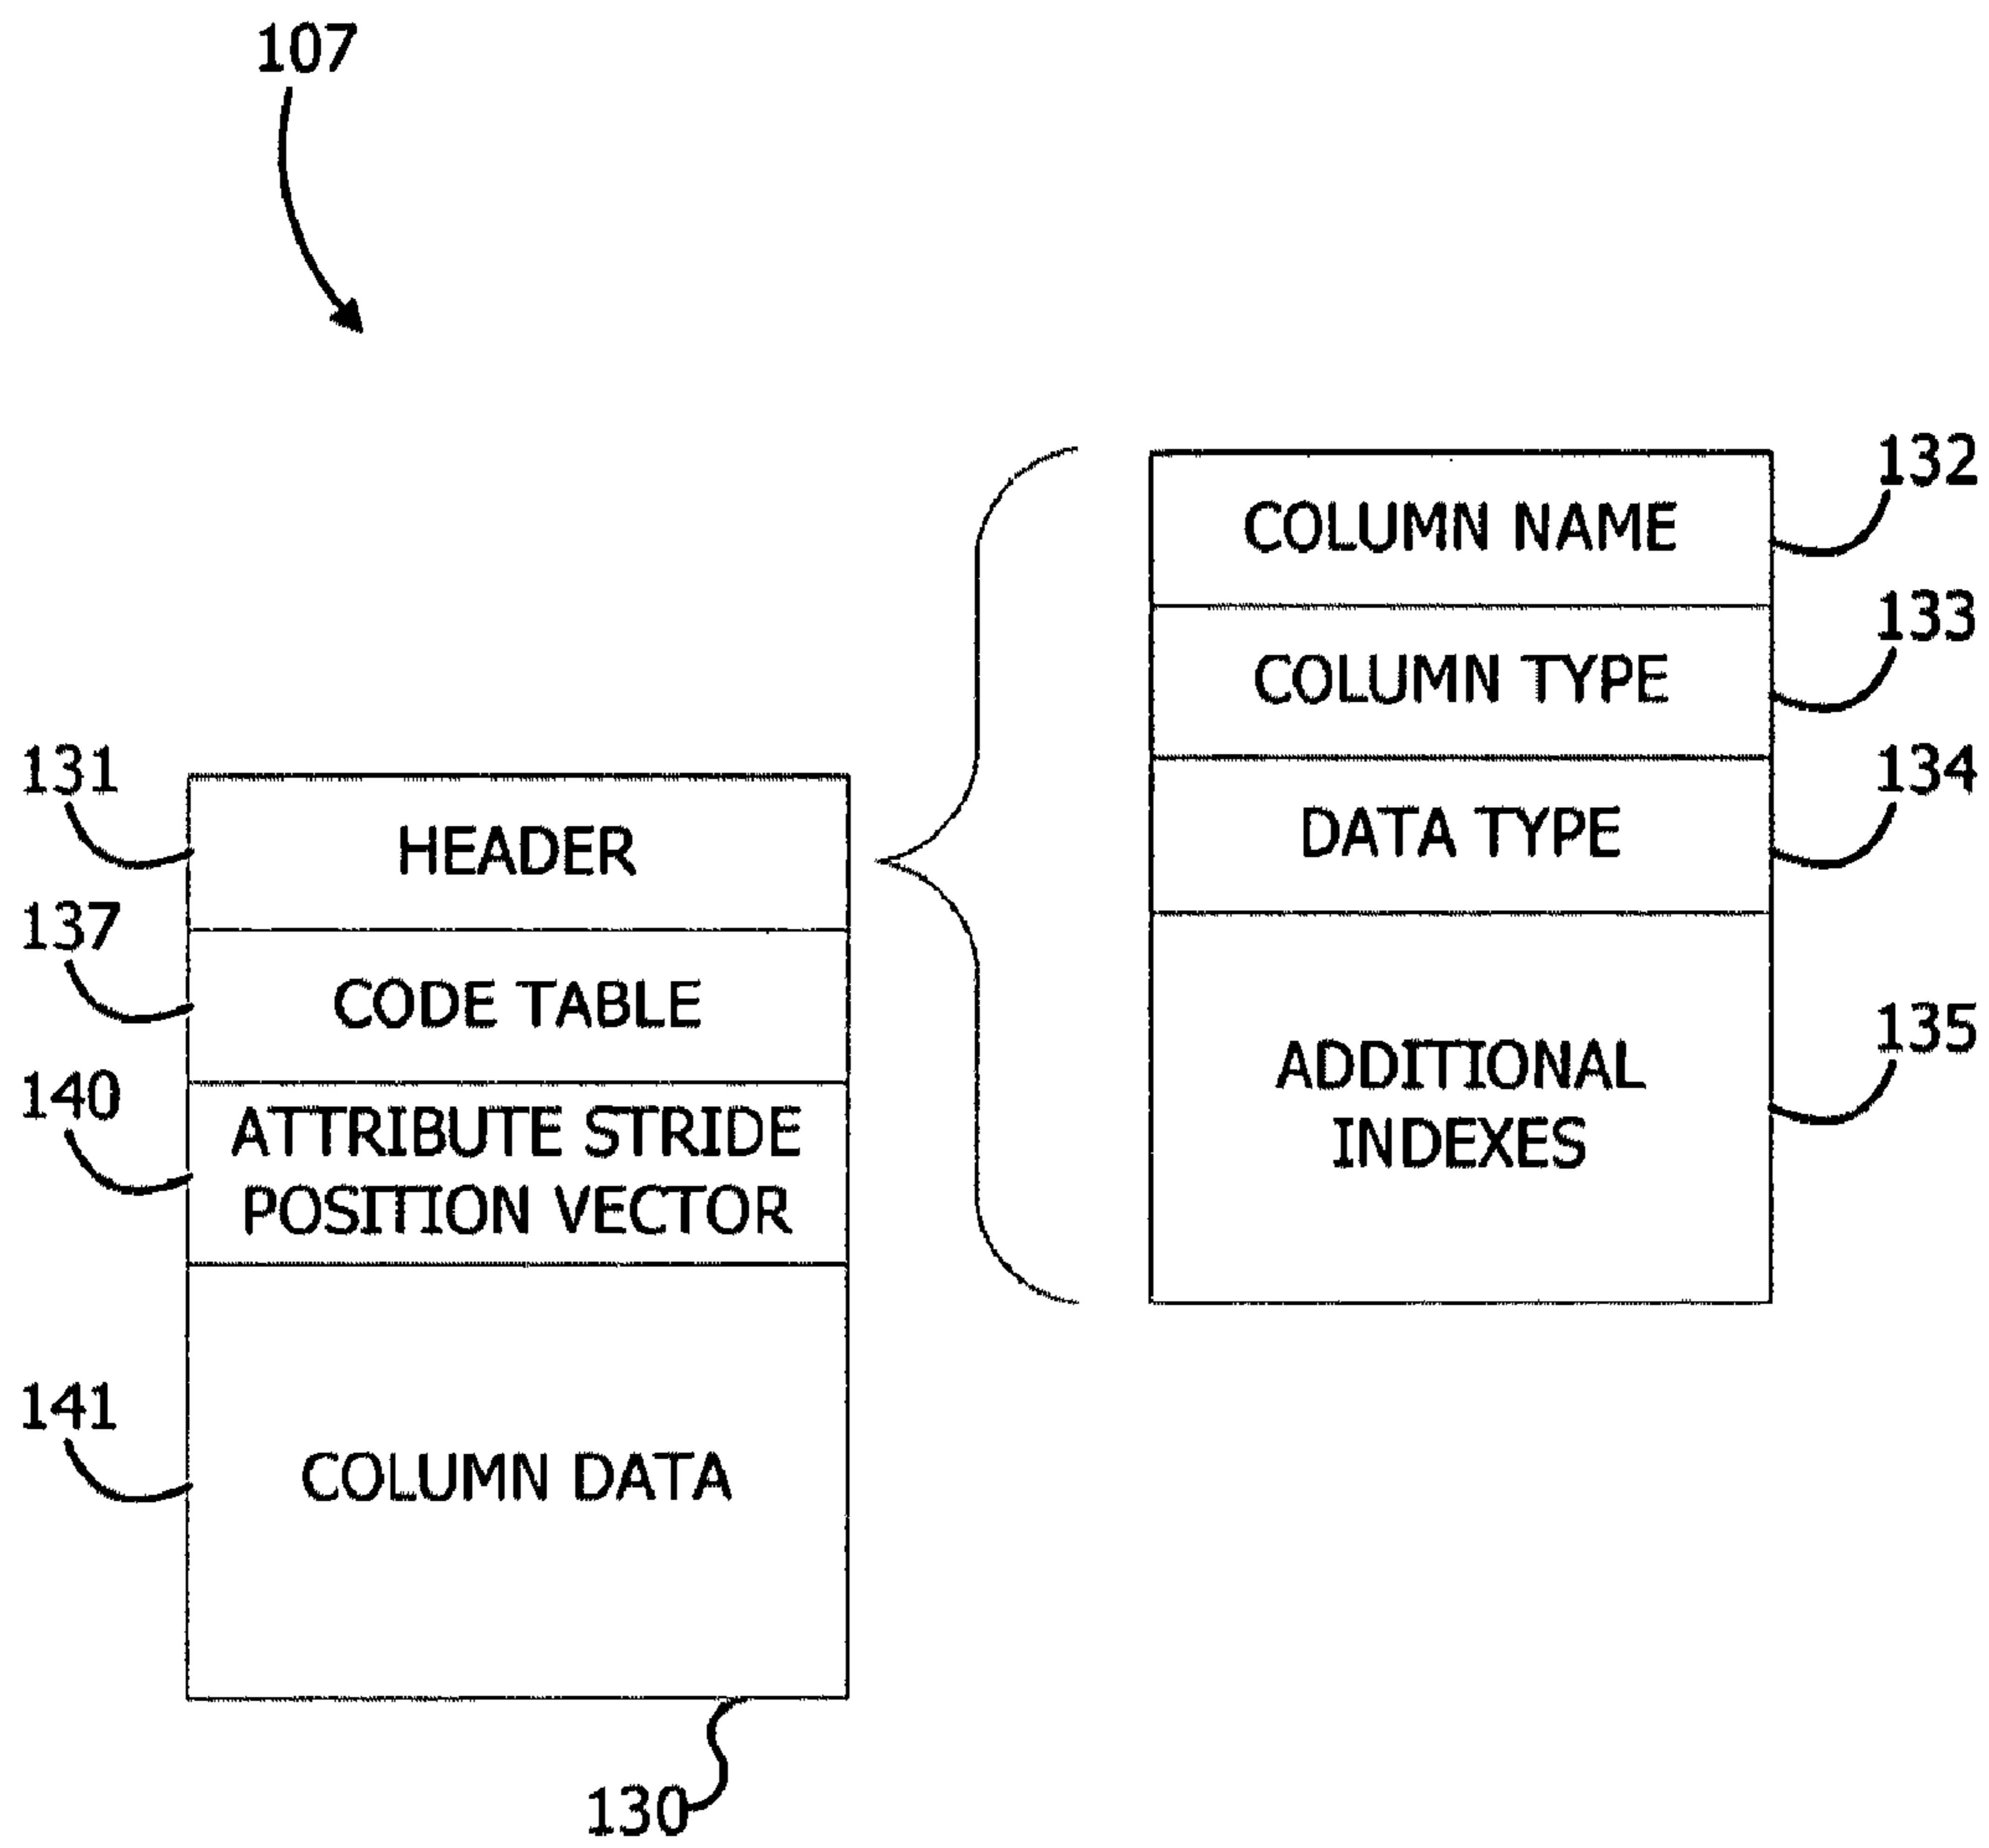 107
131
HEADER
137
CODE TABLE
140
ATTRIBUTE STRIDE
POSITION VECTOR
141
COLUMN DATA
130
COLUMN NAME
132
COLUMN TYPE
133
DATA TYPE
134
ADDITIONAL
INDEXES
135